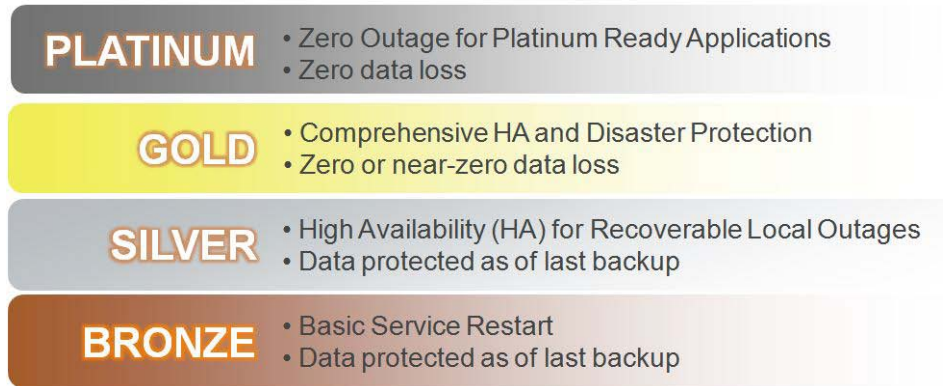 PLATINUM
• Zero Outage for Platinum Ready Applications
• Zero data loss
GOLD
• Comprehensive HA and Disaster Protection
• Zero or near-zero data loss
SILVER
• High Availability (HA) for Recoverable Local Outages
• Data protected as of last backup
BRONZE
• Basic Service Restart
• Data protected as of last backup